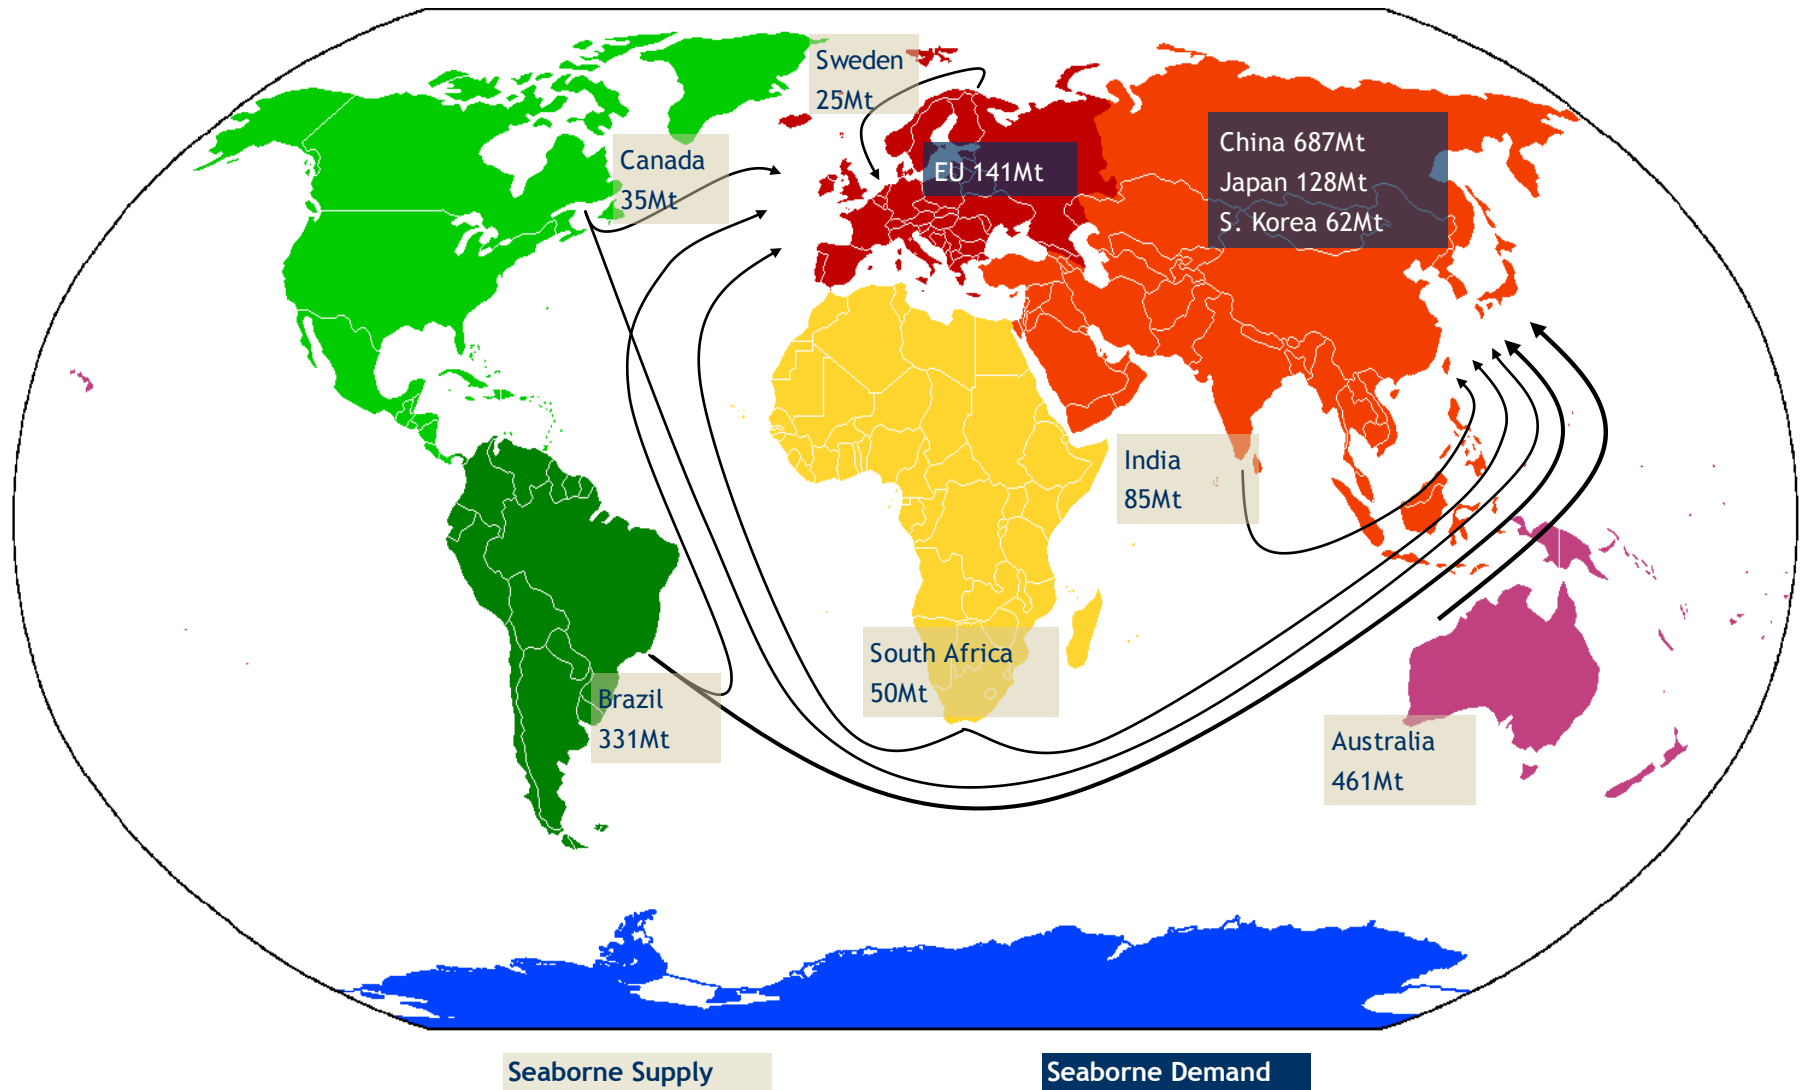 Sweden
25Mt
Canada
35Mt
EU 141Mt
China 687Mt
Japan 128Mt
S. Korea 62Mt
India
85Mt
South Africa
50Mt
Brazil
331Mt
Australia
461Mt
Seaborne Supply
Seaborne Demand